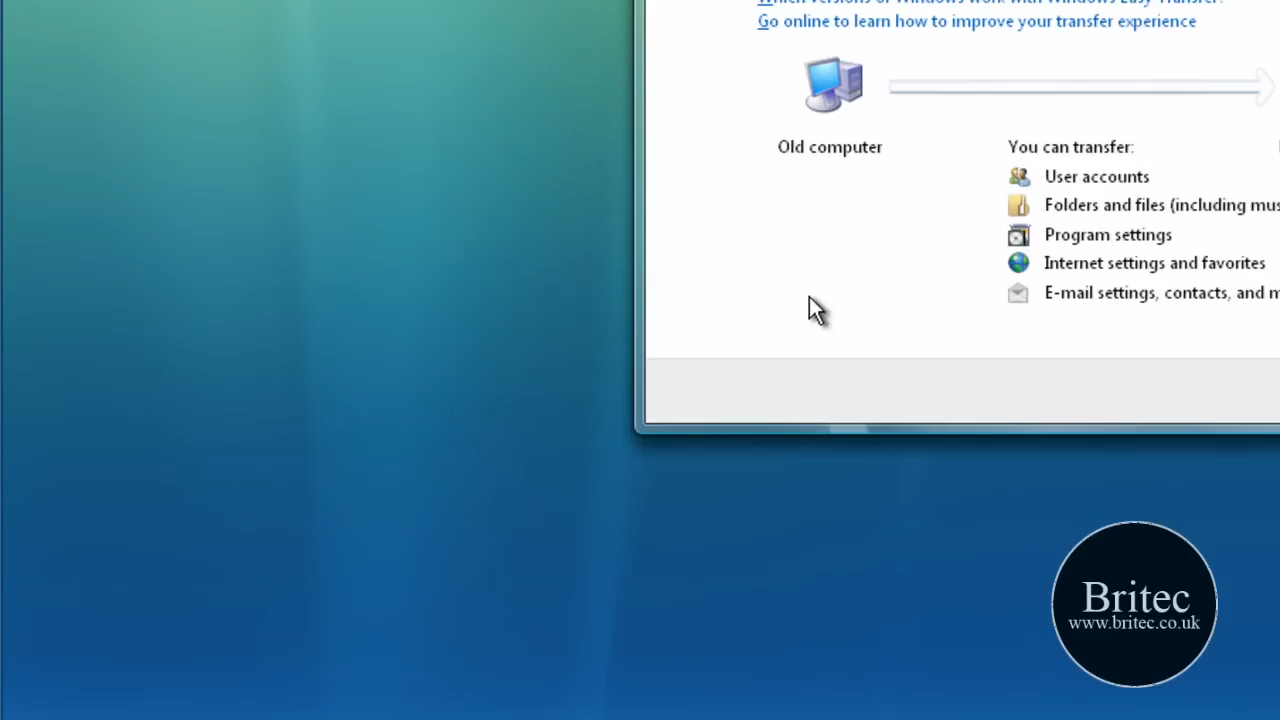 Which versions of Windows work with Windows Easy Transfer?
Go online to learn how to improve your transfer experience
Old computer
You can transfer:
User accounts
Folders and files (including mus
Program settings
Internet settings and favorites
E-mail settings, contacts, and m
Britec
www.britec.co.uk